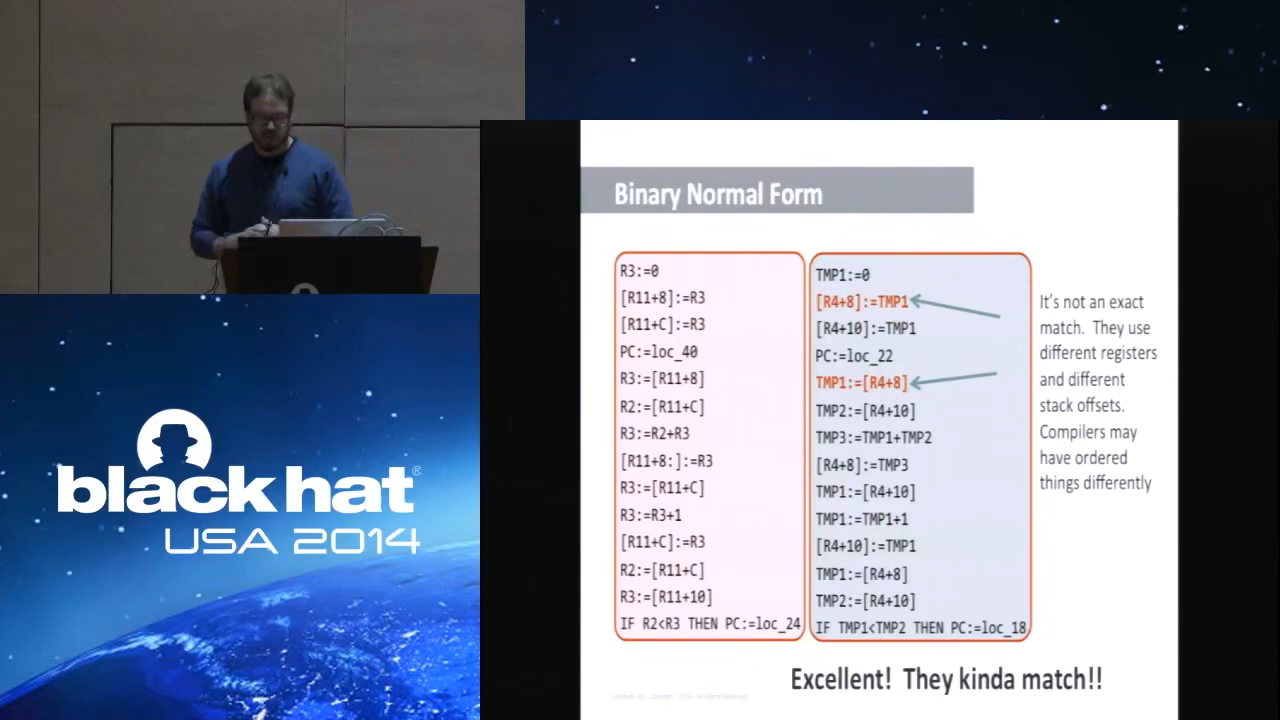 Binary Normal Form
R3:=0
[R11+8]:=R3
[R11+C]:=R3
PC:=loc_40
R3:=[R11+8]
R2:=[R11+C]
R3:=R2+R3
[R11+8:]:=R3
R3:=[R11+C]
R3:=R3+1
[R11+C]:=R3
R2:=[R11+C]
R3:=[R11+10]
IF R2<R3 THEN PC:=loc_24
TMP1:=0
[R4+8]:=TMP1
[R4+10]:=TMP1
PC:=loc_22
TMP1:=[R4+8]
TMP2:=[R4+10]
TMP3:=TMP1+TMP2
[R4+8]:=TMP3
TMP1:=[R4+10]
TMP1:=TMP1+1
[R4+10]:=TMP1
TMP1:=[R4+8]
TMP2:=[R4+10]
IF TMP1<TMP2 THEN PC:=loc_18
It's not an exact
match. They use
different registers
and different
stack offsets.
Compilers may
have ordered
things differently
Excellent! They kinda match!!
black hat®
USA 2014